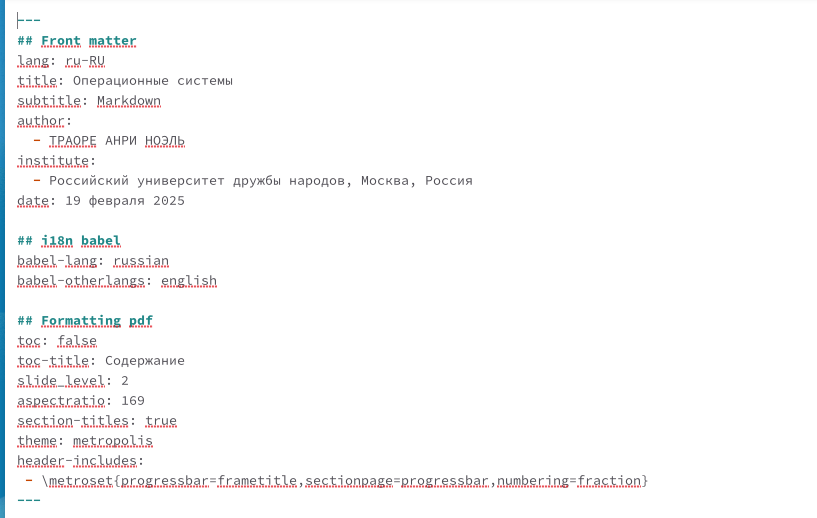 ---
## Front matter
lang: ru-RU
title: Операционные системы
subtitle: Markdown
author:
  - ТРАОРЕ АНРИ НОЭЛЬ
institute:
  - Российский университет дружбы народов, Москва, Россия
date: 19 февраля 2025

## i18n babel
babel-lang: russian
babel-otherlangs: english

## Formatting pdf
toc: false
toc-title: Содержание
slide_level: 2
aspectratio: 169
section-titles: true
theme: metropolis
header-includes:
 - \metroset{progressbar=frametitle,sectionpage=progressbar,numbering=fraction}
---